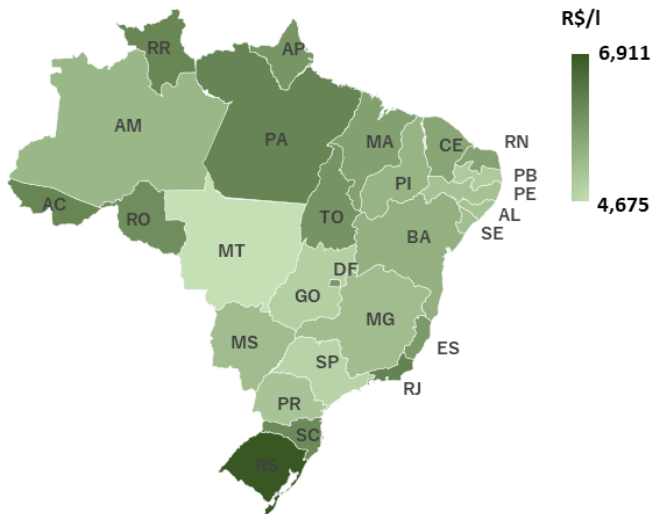 R$/l
6,911
4,675
RR
AP
AM
PA
MA
CE
RN
PI
PB
PE
AL
SE
AC
RO
TO
BA
MT
DF
GO
MG
MS
ES
SP
RJ
PR
SC
RS